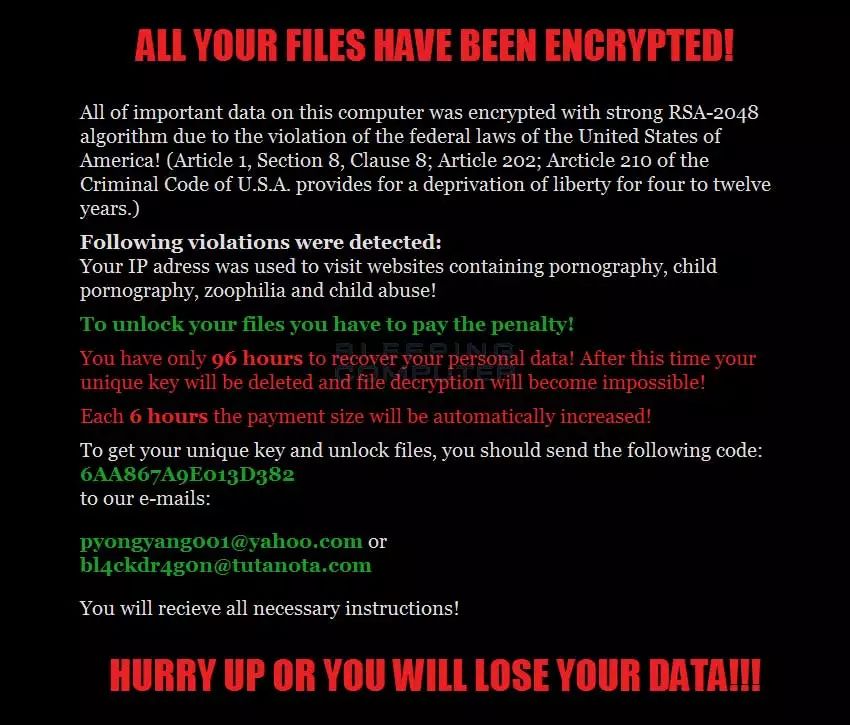 ALL YOUR FILES HAVE BEEN ENCRYPTED!
All of important data on this computer was encrypted with strong RSA-2048
algorithm due to the violation of the federal laws of the United States of
America! (Article 1, Section 8, Clause 8; Article 202; Arcticle 210 of the
Criminal Code of U.S.A. provides for a deprivation of liberty for four to twelve
years.)
Following violations were detected:
Your IP adress was used to visit websites containing pornography, child
pornography, zoophilia and child abuse!
To unlock your files you have to pay the penalty!
BLEEPING
You have only 96 hours to recover your personal data! After this time your
COMPUTER
unique key will be deleted and file decryption will become impossible!
Each 6 hours the payment size will be automatically increased!
To get your unique key and unlock files, you should send the following code:
6AA867A9E013D382
to our e-mails:
pyongyang001@yahoo.com or
bl4ckdr4g0n@tutanota.com
You will recieve all necessary instructions!
HURRY UP OR YOU WILL LOSE YOUR DATA!!!